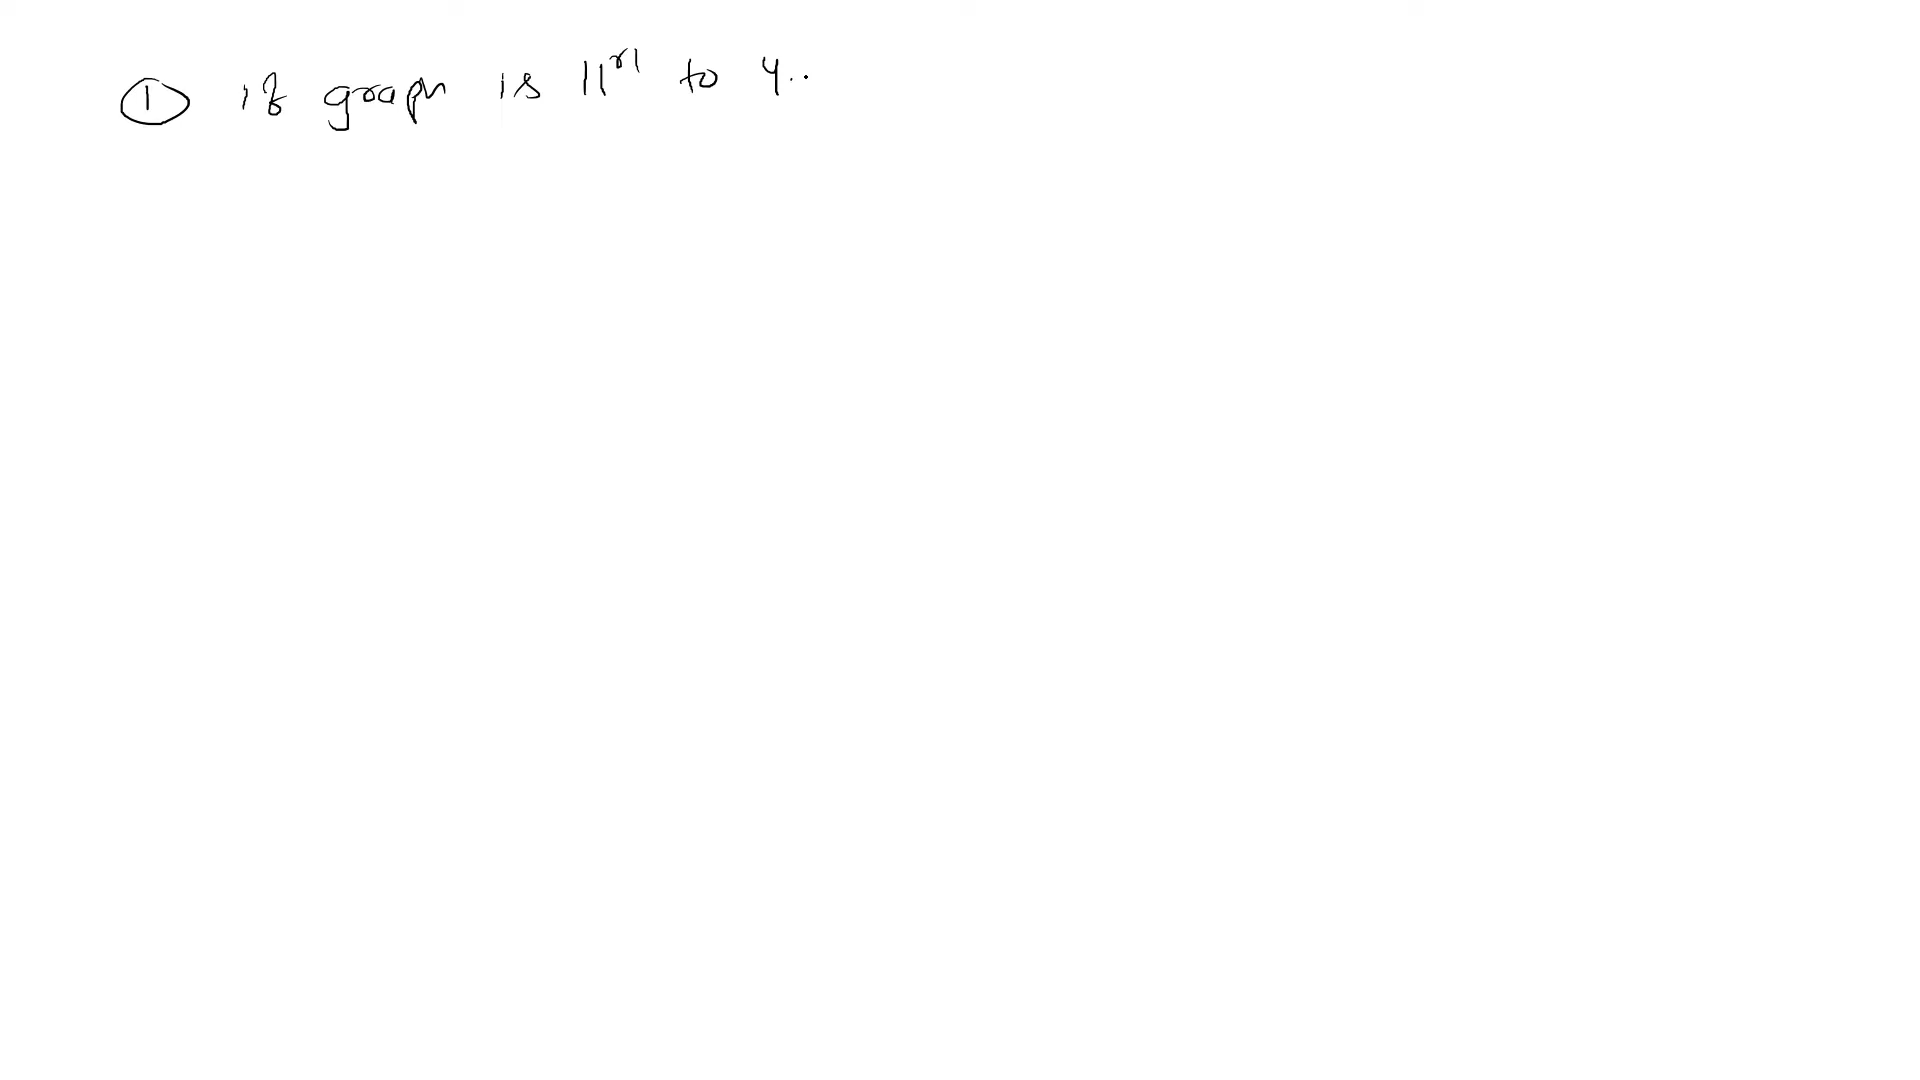 ① if graph is ||rl to y..